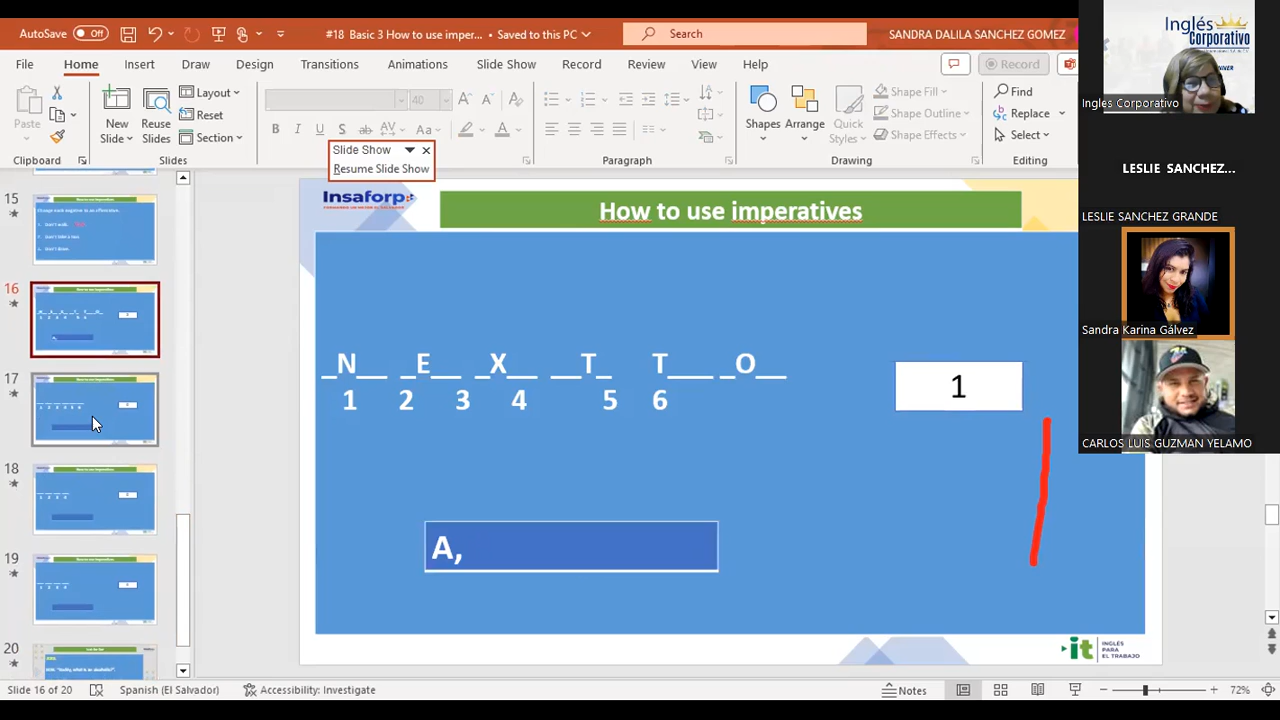 AutoSave Off #18 Basic 3 How to use imper... - Saved to this PC Search SANDRA DALILA SANCHEZ GOMEZ
File Home Insert Draw Design Transitions Animations Slide Show Record Review View Help Record
Paste
Clipboard
New Slide
Reuse Slides
Layout
Reset
Section
Slides
40
B I U S ab AV Aa A
Slide Show
Resume Slide Show
Paragraph
Shapes
Arrange
Quick Styles
Shape Fill
Shape Outline
Shape Effects
Drawing
Find
Replace
Select
Editing
15
16
17
18
19
20
Insaforp
How to use imperatives
_N__ _E__ _X__ __T_ T___ _O__
1 2 3 4 5 6
1
A,
it INGLÉS PARA EL TRABAJO
Inglés Corporativo
Ingles Corporativo
LESLIE SANCHEZ...
LESLIE SANCHEZ GRANDE
Sandra Karina Gálvez
CARLOS LUIS GUZMAN YELAMO
Slide 16 of 20 Spanish (El Salvador) Accessibility: Investigate Notes 72%